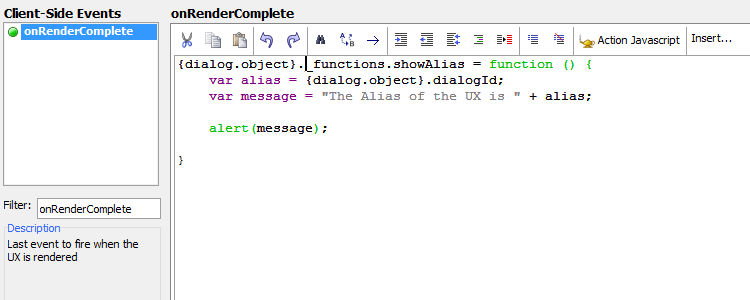 Client-Side Events
onRenderComplete
Filter: onRenderComplete
Description
Last event to fire when the
UX is rendered
onRenderComplete
Action Javascript Insert...
{dialog.object}._functions.showAlias = function () {
    var alias = {dialog.object}.dialogId;
    var message = "The Alias of the UX is " + alias;
    alert(message);
}